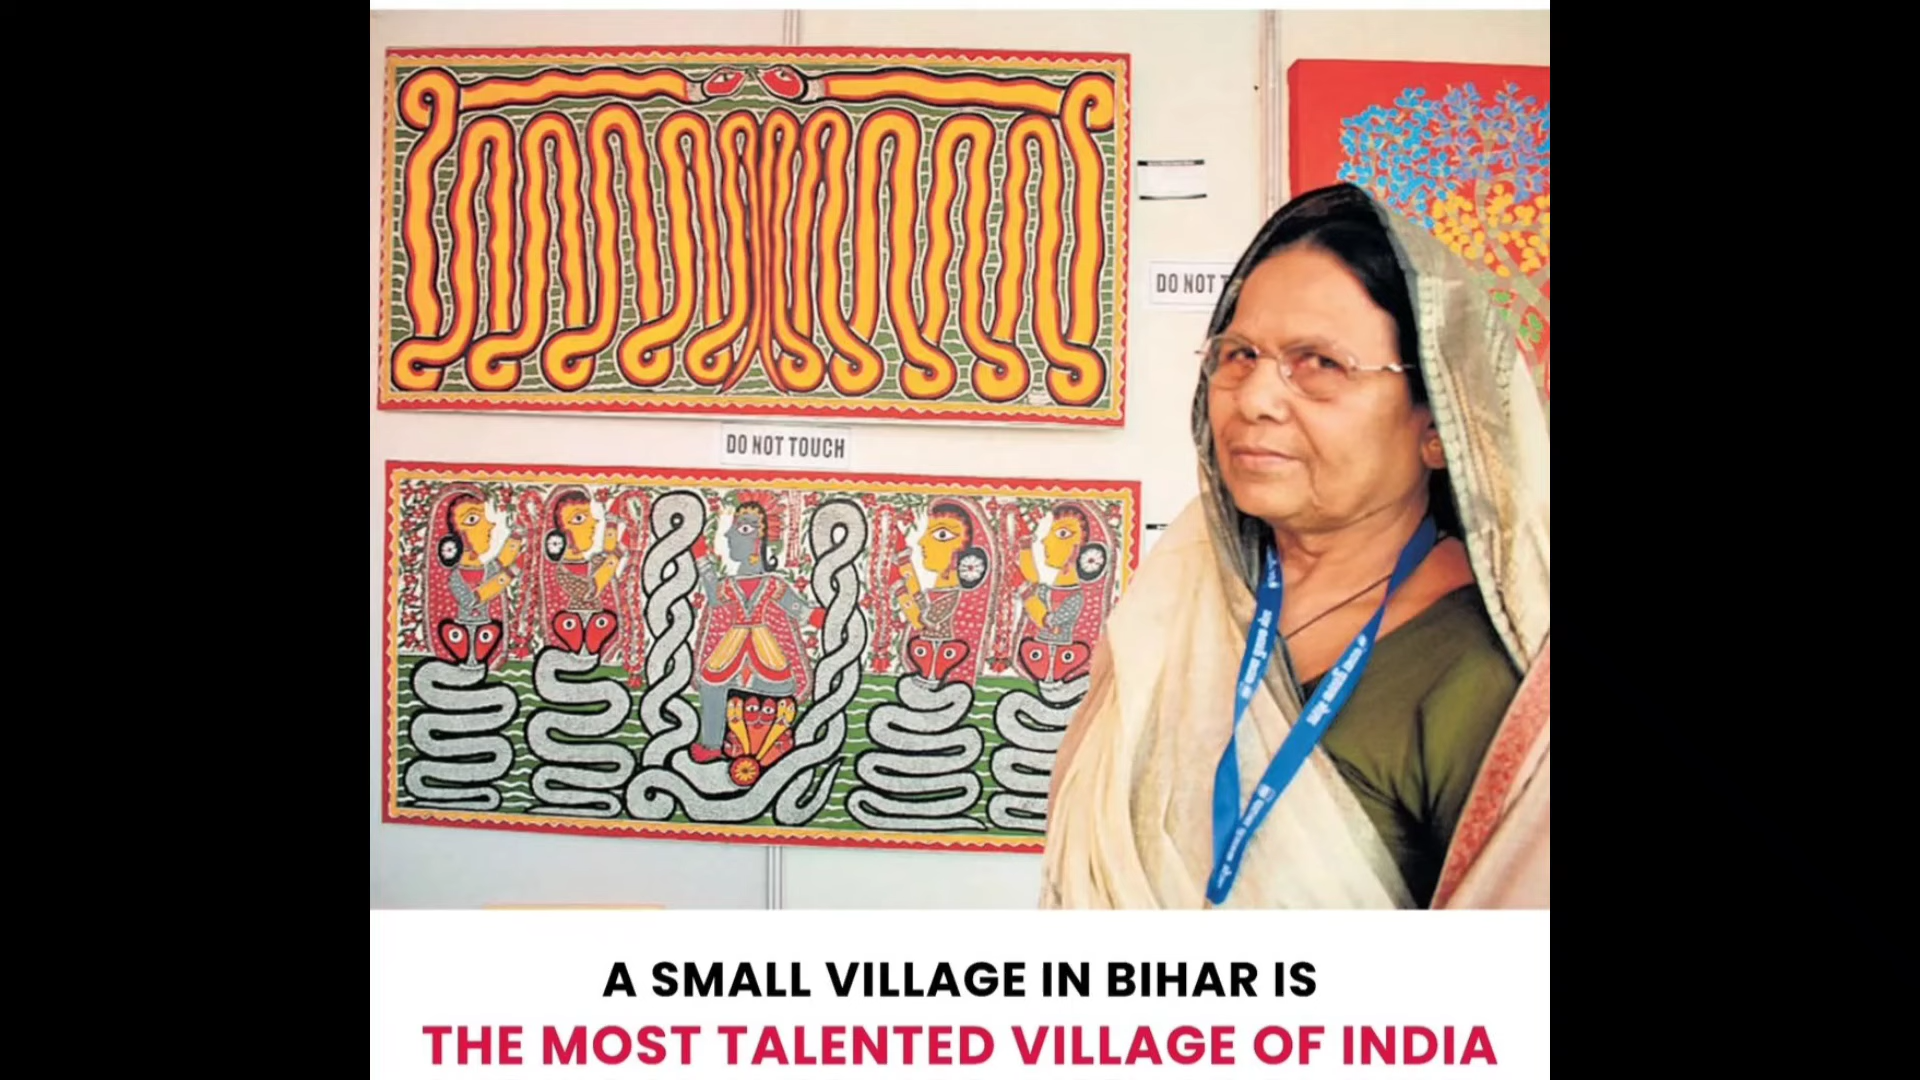 DO NOT
DO NOT TOUCH
A SMALL VILLAGE IN BIHAR IS
THE MOST TALENTED VILLAGE OF INDIA